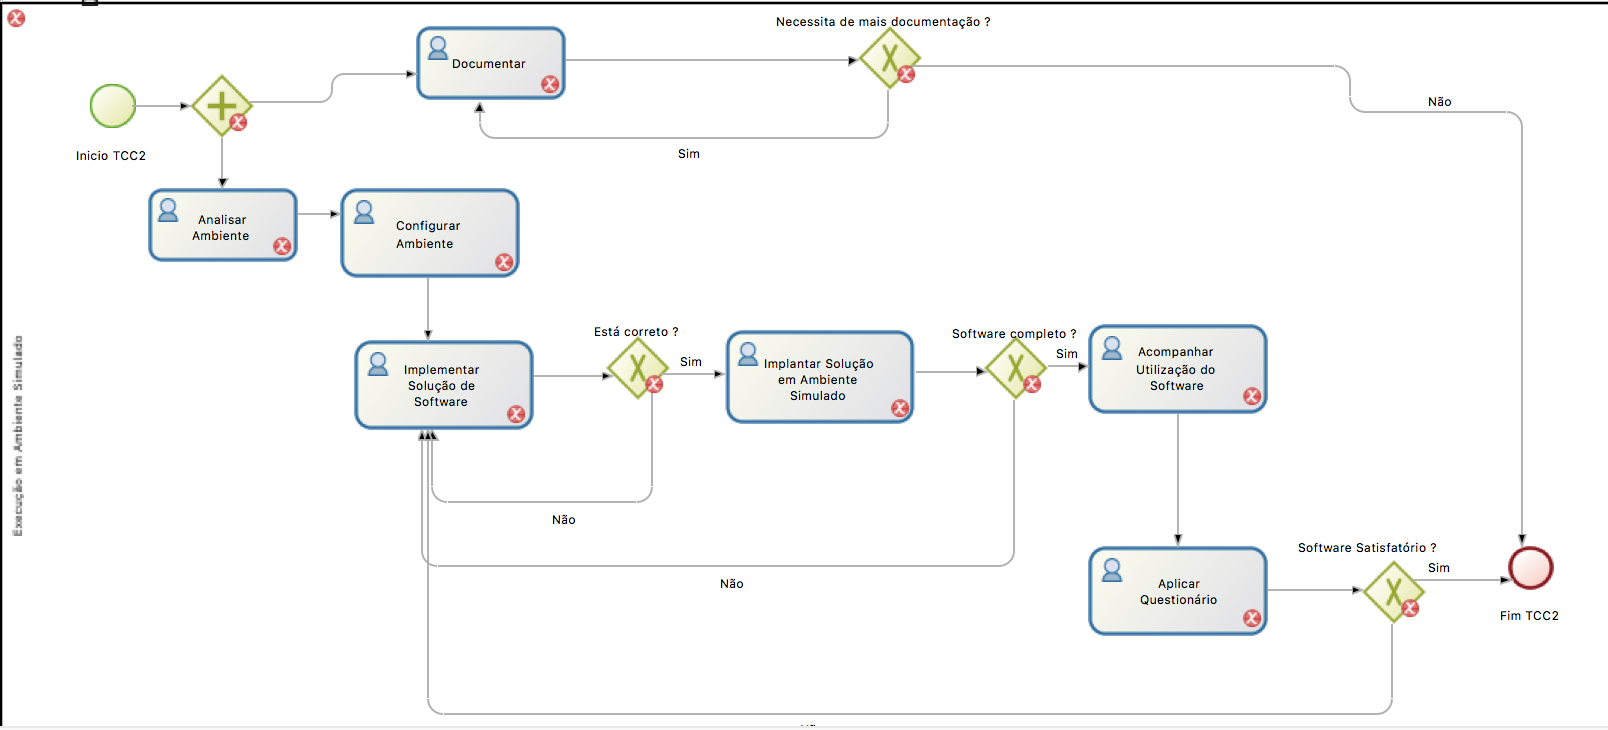 Necessita de mais documentação ?
Documentar
Não
Inicio TCC2
Sim
Analisar
Ambiente
Configurar
Ambiente
Está correto ?
Software completo ?
Implementar
Solução de
Software
Sim
Implantar Solução
em Ambiente
Simulado
Sim
Acompanhar
Utilização do
Software
Execução em Ambiente Simulado
Não
Não
Software Satisfatório ?
Sim
Aplicar
Questionário
Fim TCC2